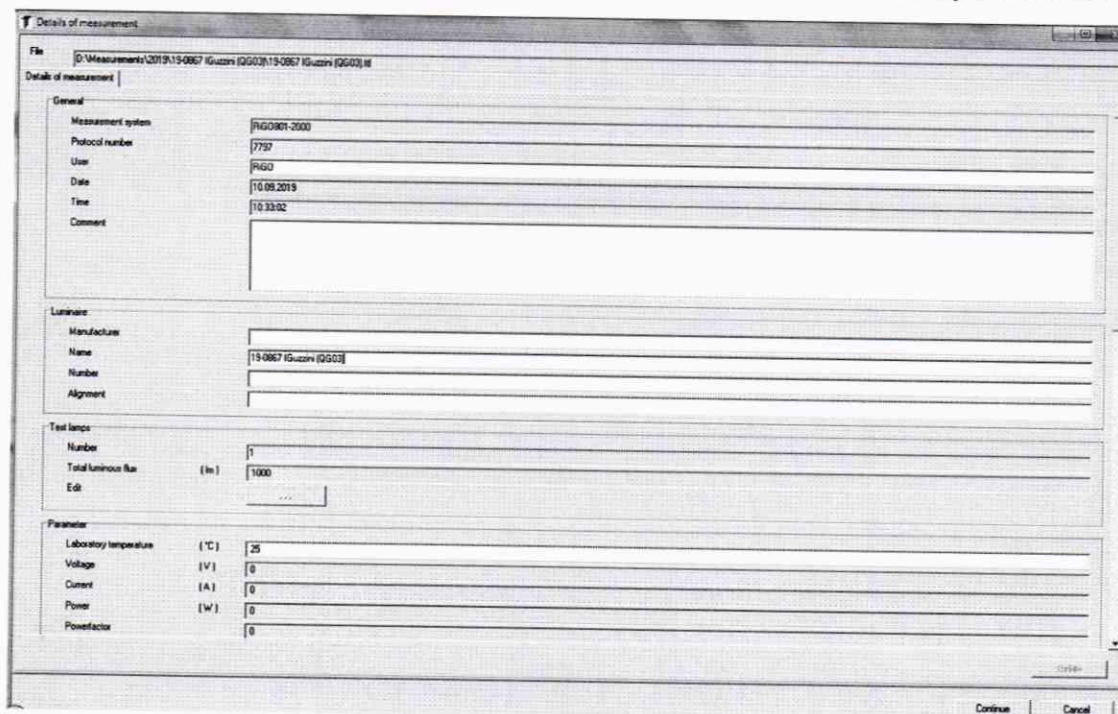 Details of measurement
File D:\Measurements\2019\19-0867 IGuzzini (QG03)\19-0867 IGuzzini (QG03).ttl
Details of measurement
General
Measurement system RiGO801-2000
Protocol number 7797
User RiGO
Date 10.09.2019
Time 10:33:02
Comment
Luminaire
Manufacturer
Name 19-0867 IGuzzini (QG03)
Number
Alignment
Test lamps
Number 1
Total luminous flux (lm) 1000
Edit ...
Parameter
Laboratory temperature (°C) 25
Voltage (V) 0
Current (A) 0
Power (W) 0
Powerfactor 0
Continue Cancel